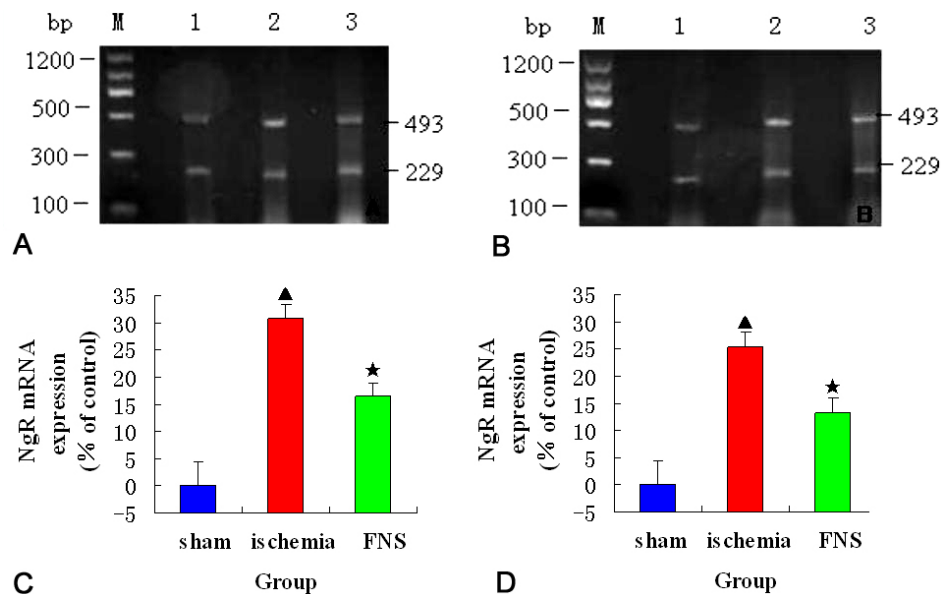 bp M 1 2 3
1200
500
300
100
493
229
A
A
bp M 1 2 3
1200
500
300
100
493
229
B
B
NgR mRNA
expression
(% of control)
35
30
25
20
15
10
5
0
-5
sham ischemia FNS
Group
C
NgR mRNA
expression
(% of control)
35
30
25
20
15
10
5
0
-5
sham ischemia FNS
Group
D